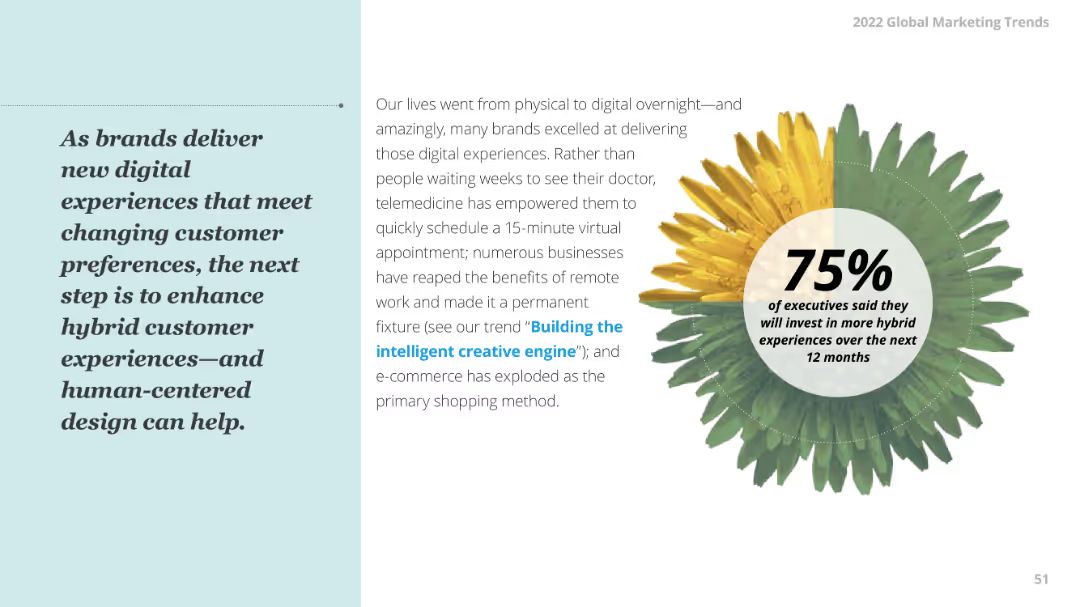 2022 Global Marketing Trends
As brands deliver
new digital
experiences that meet
changing customer
preferences, the next
step is to enhance
hybrid customer
experiences—and
human-centered
design can help.
Our lives went from physical to digital overnight—and
amazingly, many brands excelled at delivering
those digital experiences. Rather than
people waiting weeks to see their doctor,
telemedicine has empowered them to
quickly schedule a 15-minute virtual
appointment; numerous businesses
have reaped the benefits of remote
work and made it a permanent
fixture (see our trend “Building the
intelligent creative engine”); and
e-commerce has exploded as the
primary shopping method.
75%
of executives said they
will invest in more hybrid
experiences over the next
12 months
51